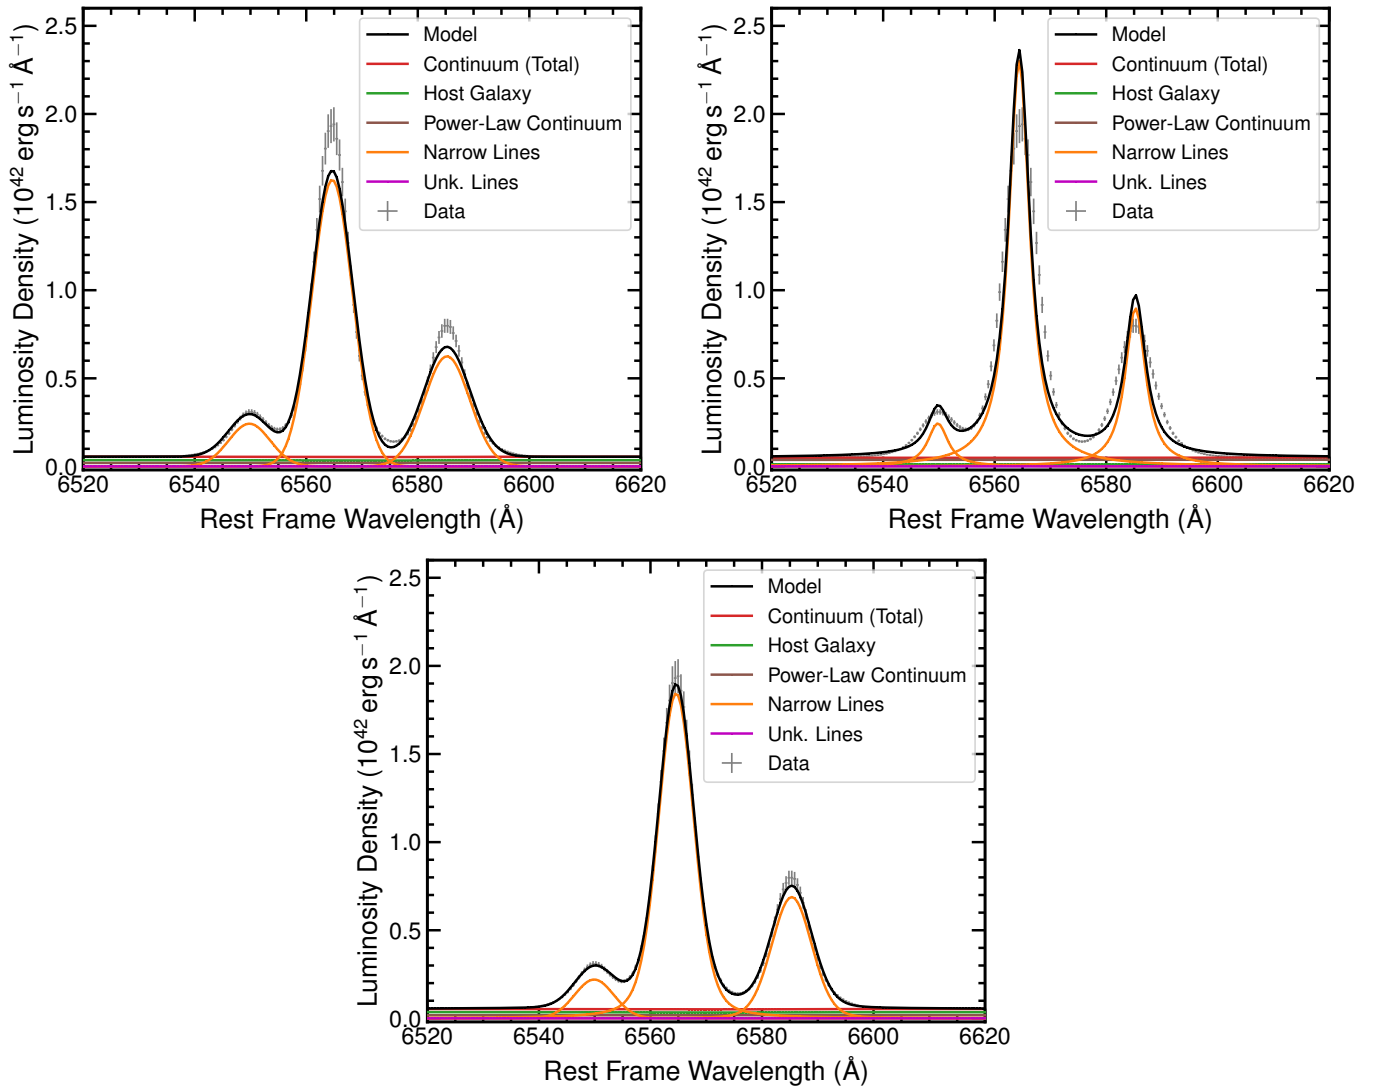 Luminosity Density (10⁴² erg s⁻¹ Å⁻¹)
2.5
2.0
1.5
1.0
0.5
0.0
Model
Continuum (Total)
Host Galaxy
Power-Law Continuum
Narrow Lines
Unk. Lines
Data
6520 6540 6560 6580 6600 6620
Rest Frame Wavelength (Å)
Luminosity Density (10⁴² erg s⁻¹ Å⁻¹)
2.5
2.0
1.5
1.0
0.5
0.0
Model
Continuum (Total)
Host Galaxy
Power-Law Continuum
Narrow Lines
Unk. Lines
Data
6520 6540 6560 6580 6600 6620
Rest Frame Wavelength (Å)
Luminosity Density (10⁴² erg s⁻¹ Å⁻¹)
2.5
2.0
1.5
1.0
0.5
0.0
Model
Continuum (Total)
Host Galaxy
Power-Law Continuum
Narrow Lines
Unk. Lines
Data
6520 6540 6560 6580 6600 6620
Rest Frame Wavelength (Å)